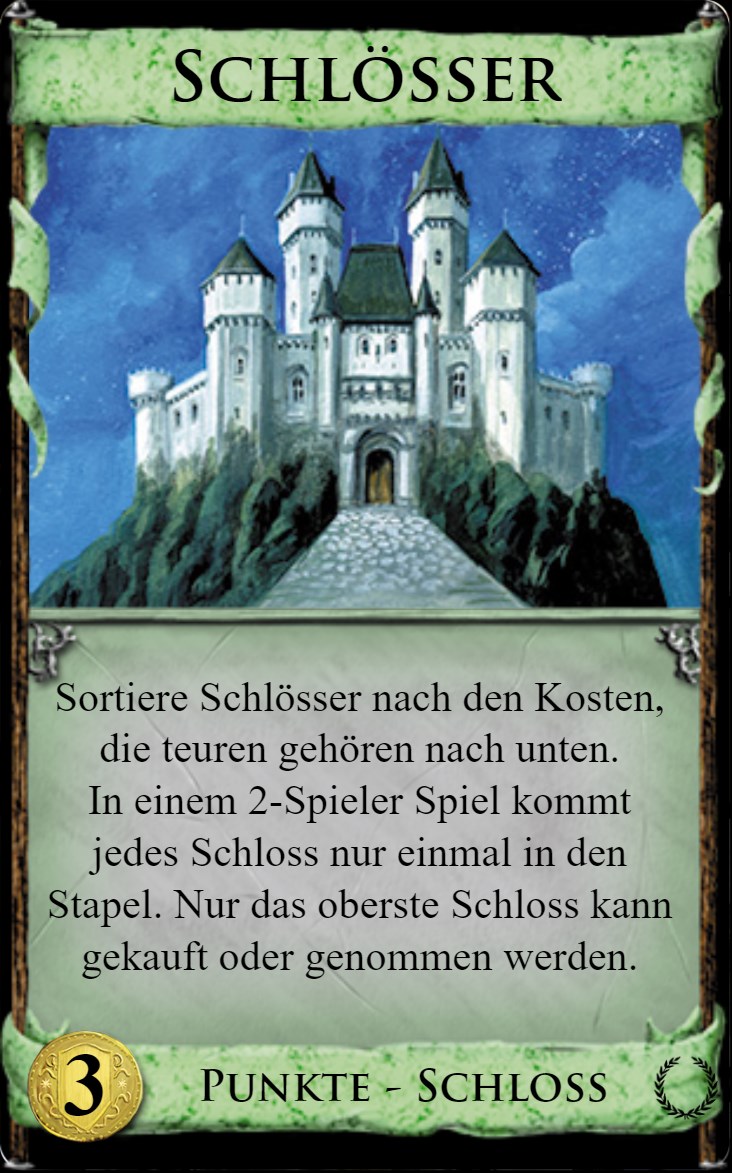 Schlösser
Sortiere Schlösser nach den Kosten,
die teuren gehören nach unten.
In einem 2-Spieler Spiel kommt
jedes Schloss nur einmal in den
Stapel. Nur das oberste Schloss kann
gekauft oder genommen werden.
3 Punkte - Schloss